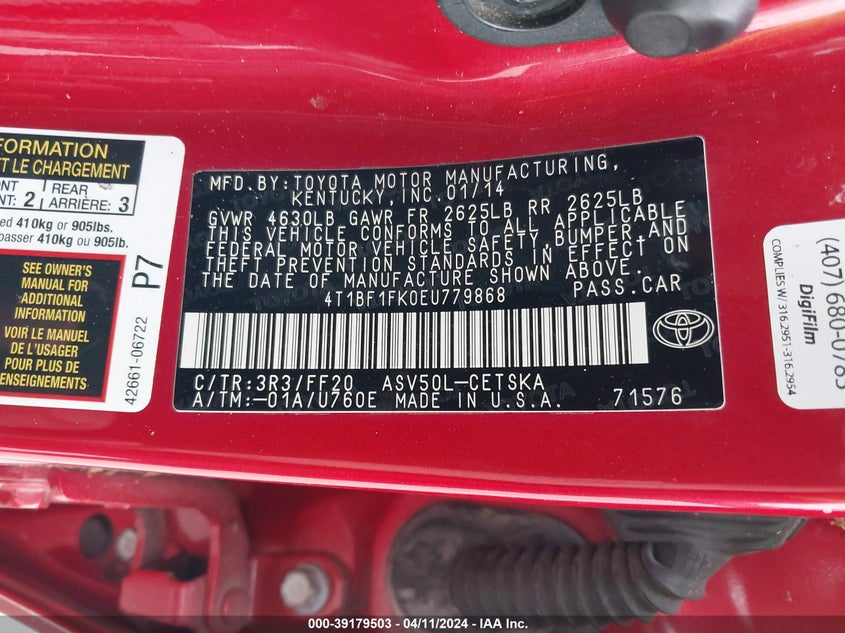 FORMATION
ET LE CHARGEMENT
2
REAR
ARRIÈRE:
3
410kg or 905lbs.
passer 410kg ou 905lb.
SEE OWNER'S
MANUAL FOR
ADDITIONAL
INFORMATION
VOIR LE MANUEL
DE L'USAGER
POUR PLUS DE
RENSEIGNEMENTS
P7
42661-06722
MFD.BY:TOYOTA MOTOR MANUFACTURING,
KENTUCKY,INC.01/14
GVWR 4630LB GAWR FR 2625LB RR 2625LB
THIS VEHICLE CONFORMS TO ALL APPLICABLE
FEDERAL MOTOR VEHICLE SAFETY,BUMPER AND
THEFT PREVENTION STANDARDS IN EFFECT ON
THE DATE OF MANUFACTURE SHOWN ABOVE.
4T1BF1FK0EU779868 PASS.CAR
C/TR:3R3/FF20 ASV50L-CETSKA
A/TM:-01A/U760E MADE IN U.S.A. 71576
TOYOTA
(407) 680-0785
DigiFilm
COMPLIES W/ 316.2951-316.2954
000-39179503 - 04/11/2024 - IAA Inc.